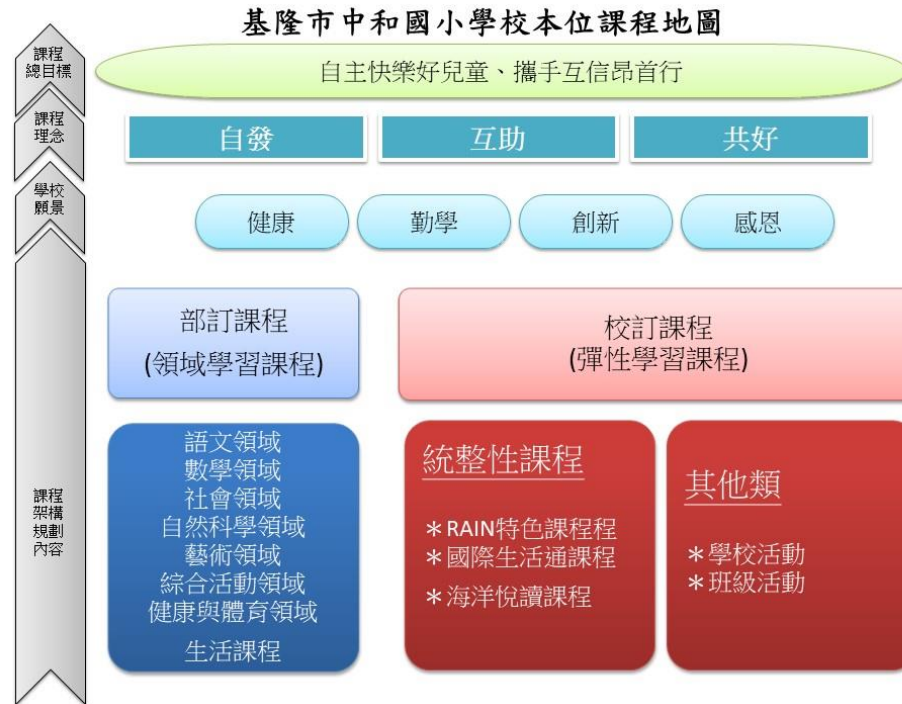 基隆市中和國小學校本位課程地圖
課程
總目標
自主快樂好兒童、攜手互信昂首行
課程
理念
自發
互助
共好
學校
願景
健康
勤學
創新
感恩
課程
架構
規劃
內容
部訂課程
(領域學習課程)
校訂課程
(彈性學習課程)
語文領域
數學領域
社會領域
自然科學領域
藝術領域
綜合活動領域
健康與體育領域
生活課程
統整性課程
＊RAIN特色課程程
＊國際生活通課程
＊海洋悅讀課程
其他類
＊學校活動
＊班級活動